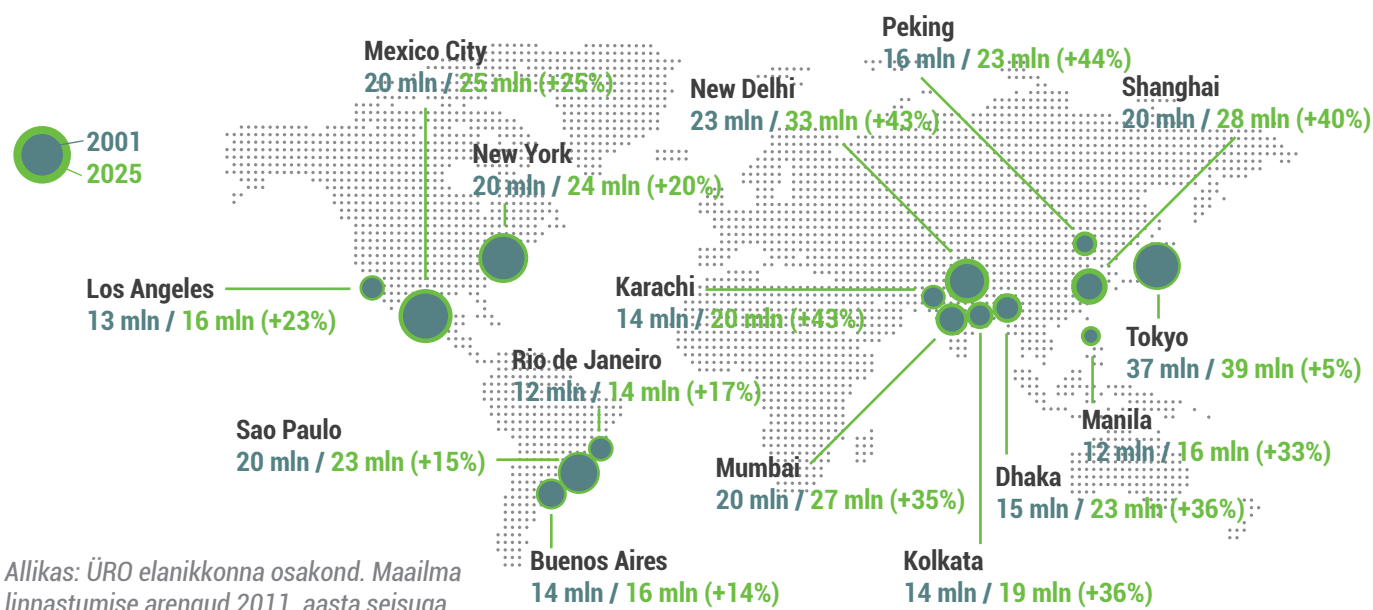 Peking
16 mln / 23 mln (+44%)
Mexico City
20 mln / 25 mln (+25%)
New Delhi
23 mln / 33 mln (+43%)
Shanghai
20 mln / 28 mln (+40%)
2001
2025
New York
20 mln / 24 mln (+20%)
Los Angeles
13 mln / 16 mln (+23%)
Karachi
14 mln / 20 mln (+43%)
Tokyo
37 mln / 39 mln (+5%)
Rio de Janeiro
12 mln / 14 mln (+17%)
Manila
12 mln / 16 mln (+33%)
Sao Paulo
20 mln / 23 mln (+15%)
Mumbai
20 mln / 27 mln (+35%)
Dhaka
15 mln / 23 mln (+36%)
Buenos Aires
14 mln / 16 mln (+14%)
Kolkata
14 mln / 19 mln (+36%)
Allikas: ÜRO elanikkonna osakond. Maailma
linnastumise arengud 2011. aasta seisuga